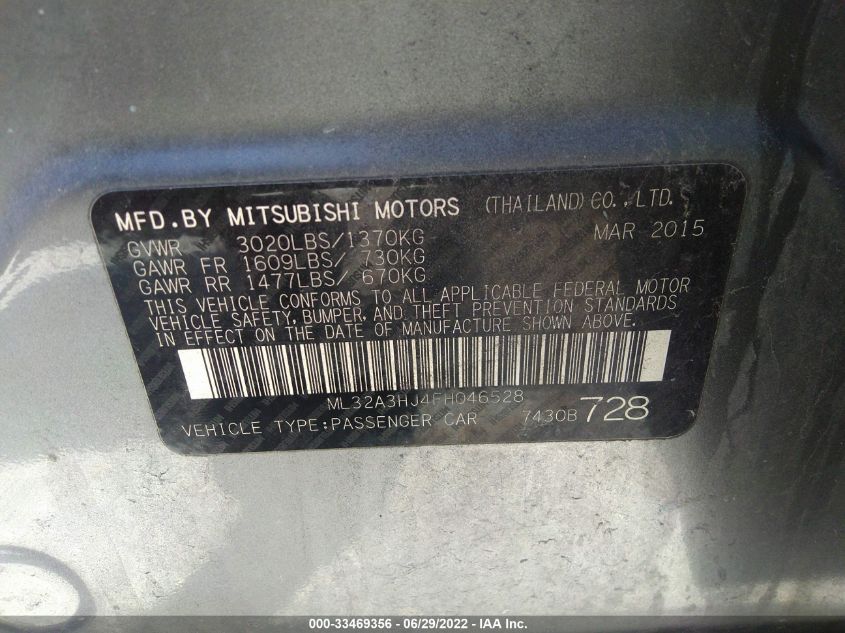 MFD.BY MITSUBISHI MOTORS (THAILAND) CO.,LTD.
GVWR 3020LBS/1370KG MAR 2015
GAWR FR 1609LBS/ 730KG
GAWR RR 1477LBS/ 670KG
THIS VEHICLE CONFORMS TO ALL APPLICABLE FEDERAL MOTOR
VEHICLE SAFETY, BUMPER, AND THEFT PREVENTION STANDARDS
IN EFFECT ON THE DATE OF MANUFACTURE SHOWN ABOVE.
ML32A3HJ4FH046528
VEHICLE TYPE:PASSENGER CAR 7430B 728
000-33469356 - 06/29/2022 - IAA Inc.